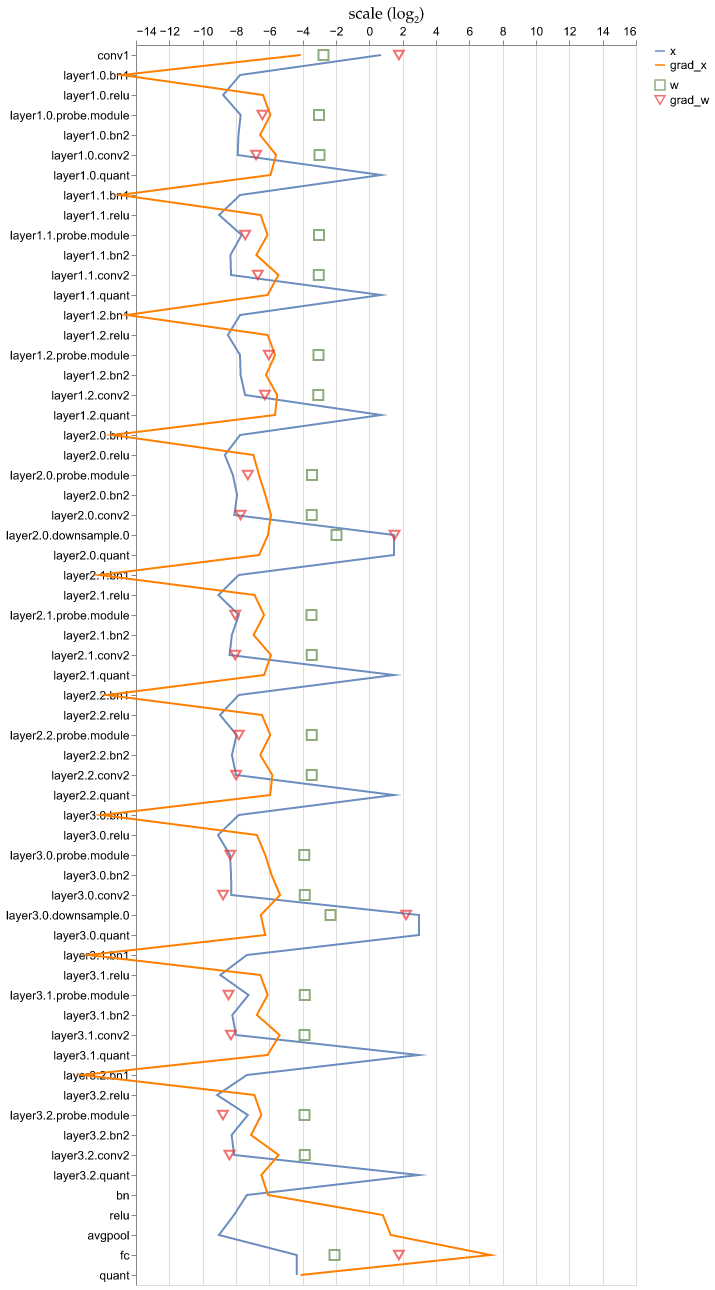 scale (log₂)
−14 −12 −10 −8 −6 −4 −2 0 2 4 6 8 10 12 14 16
x
grad_x
w
grad_w
conv1
layer1.0.bn1
layer1.0.relu
layer1.0.probe.module
layer1.0.bn2
layer1.0.conv2
layer1.0.quant
layer1.1.bn1
layer1.1.relu
layer1.1.probe.module
layer1.1.bn2
layer1.1.conv2
layer1.1.quant
layer1.2.bn1
layer1.2.relu
layer1.2.probe.module
layer1.2.bn2
layer1.2.conv2
layer1.2.quant
layer2.0.bn1
layer2.0.relu
layer2.0.probe.module
layer2.0.bn2
layer2.0.conv2
layer2.0.downsample.0
layer2.0.quant
layer2.1.bn1
layer2.1.relu
layer2.1.probe.module
layer2.1.bn2
layer2.1.conv2
layer2.1.quant
layer2.2.bn1
layer2.2.relu
layer2.2.probe.module
layer2.2.bn2
layer2.2.conv2
layer2.2.quant
layer3.0.bn1
layer3.0.relu
layer3.0.probe.module
layer3.0.bn2
layer3.0.conv2
layer3.0.downsample.0
layer3.0.quant
layer3.1.bn1
layer3.1.relu
layer3.1.probe.module
layer3.1.bn2
layer3.1.conv2
layer3.1.quant
layer3.2.bn1
layer3.2.relu
layer3.2.probe.module
layer3.2.bn2
layer3.2.conv2
layer3.2.quant
bn
relu
avgpool
fc
quant